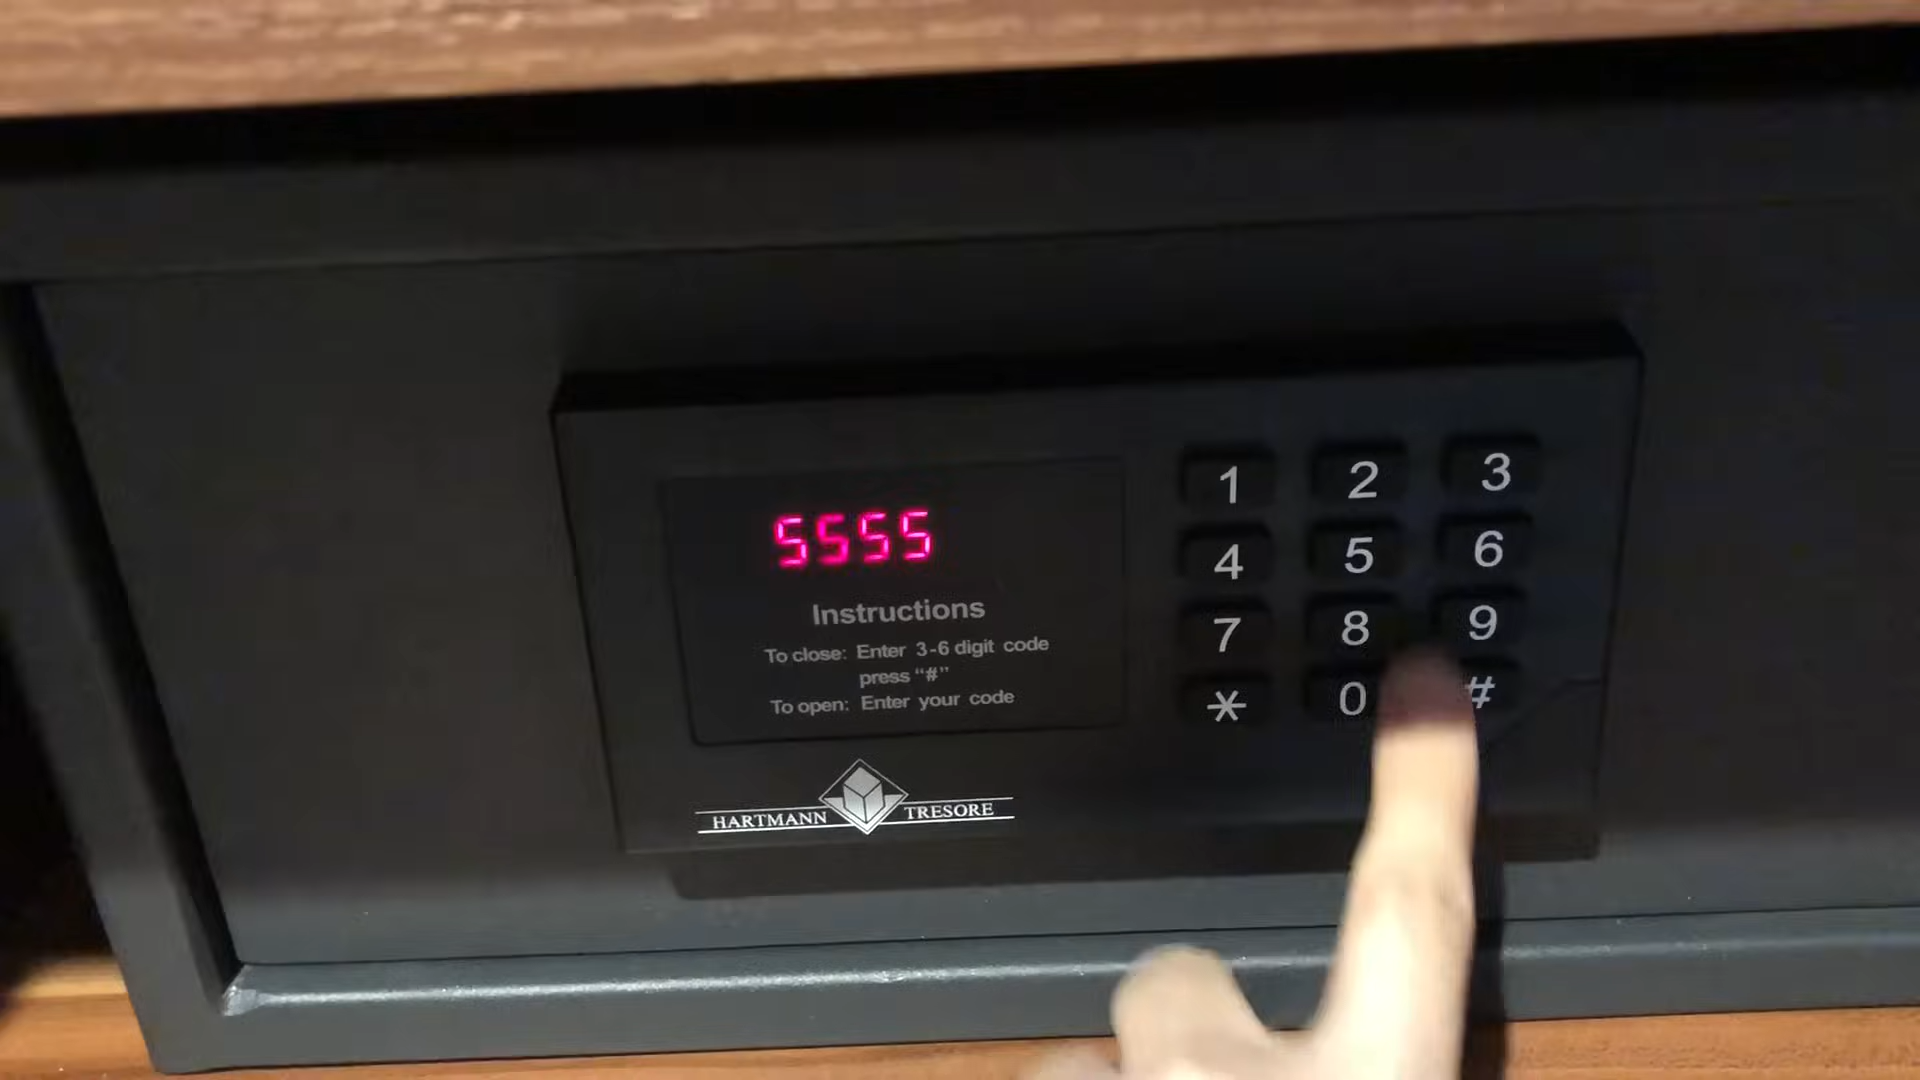 5555
Instructions
To close: Enter 3-6 digit code
press "#"
To open: Enter your code
HARTMANN TRESORE
1 2 3
4 5 6
7 8 9
* 0 #